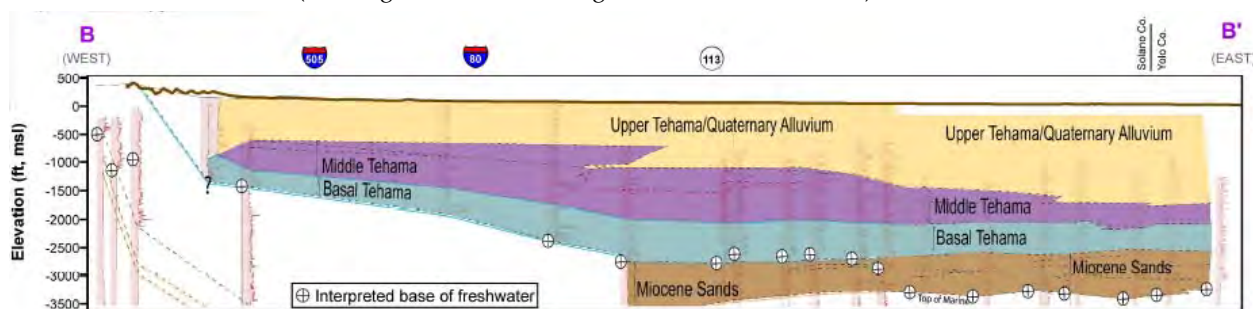 B
(WEST)
505
80
113
Solano Co.
Yolo Co.
B'
(EAST)
Elevation (ft, msl)
500
0
-500
-1000
-1500
-2000
-2500
-3000
-3500
Upper Tehama/Quaternary Alluvium
Upper Tehama/Quaternary Alluvium
Middle Tehama
Basal Tehama
?
Middle Tehama
Basal Tehama
Miocene Sands
Miocene Sands
Top of Marine
Interpreted base of freshwater